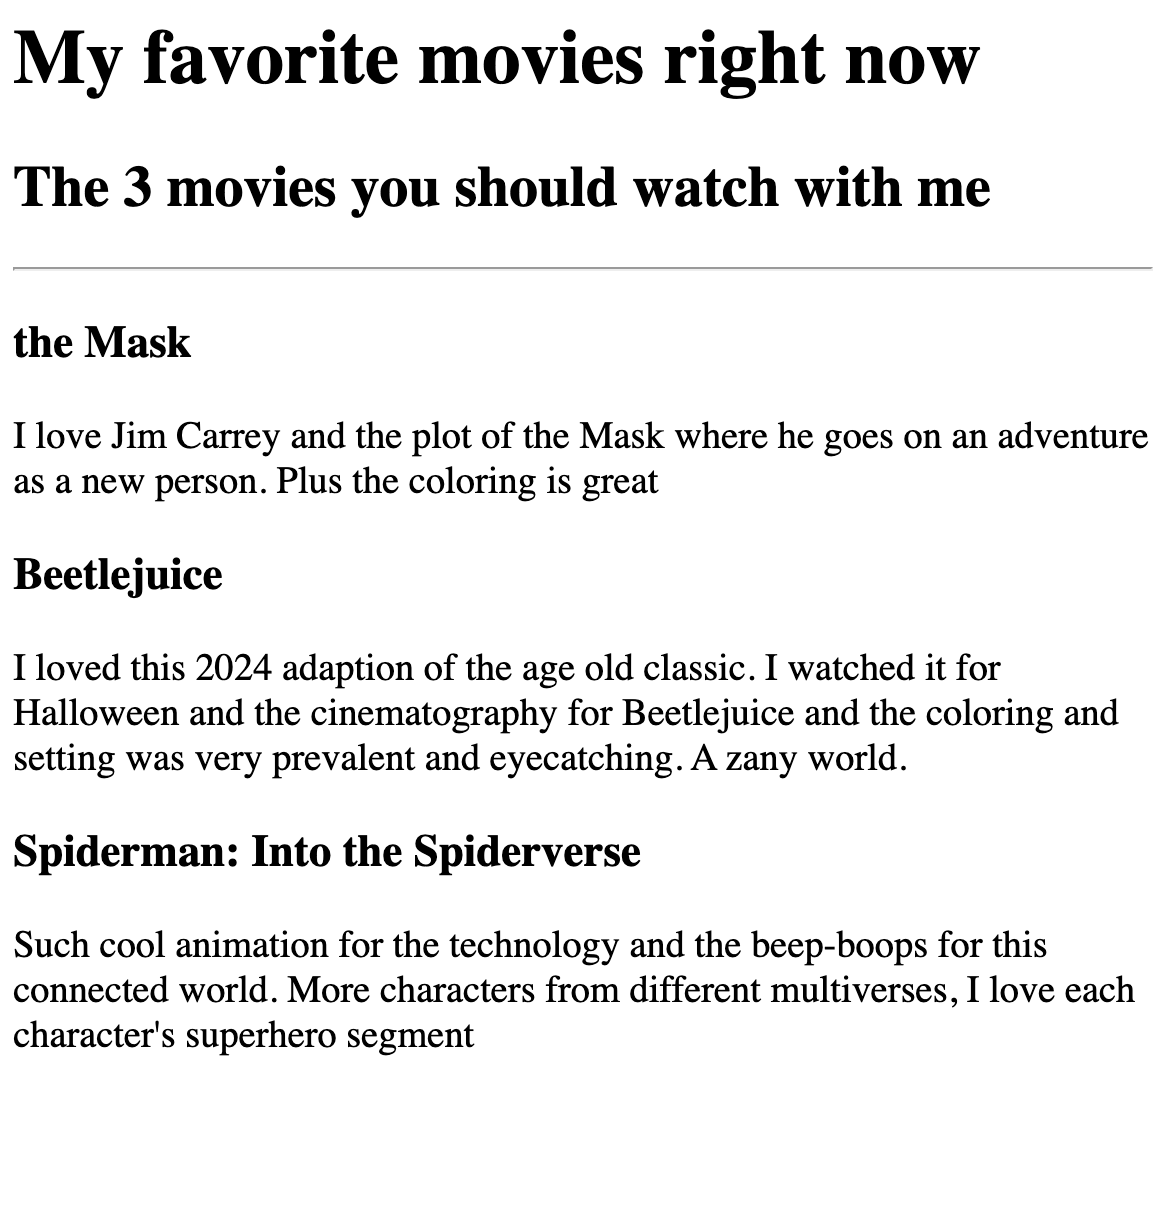 My favorite movies right now
The 3 movies you should watch with me
the Mask
I love Jim Carrey and the plot of the Mask where he goes on an adventure
as a new person. Plus the coloring is great
Beetlejuice
I loved this 2024 adaption of the age old classic. I watched it for
Halloween and the cinematography for Beetlejuice and the coloring and
setting was very prevalent and eyecatching. A zany world.
Spiderman: Into the Spiderverse
Such cool animation for the technology and the beep-boops for this
connected world. More characters from different multiverses, I love each
character's superhero segment